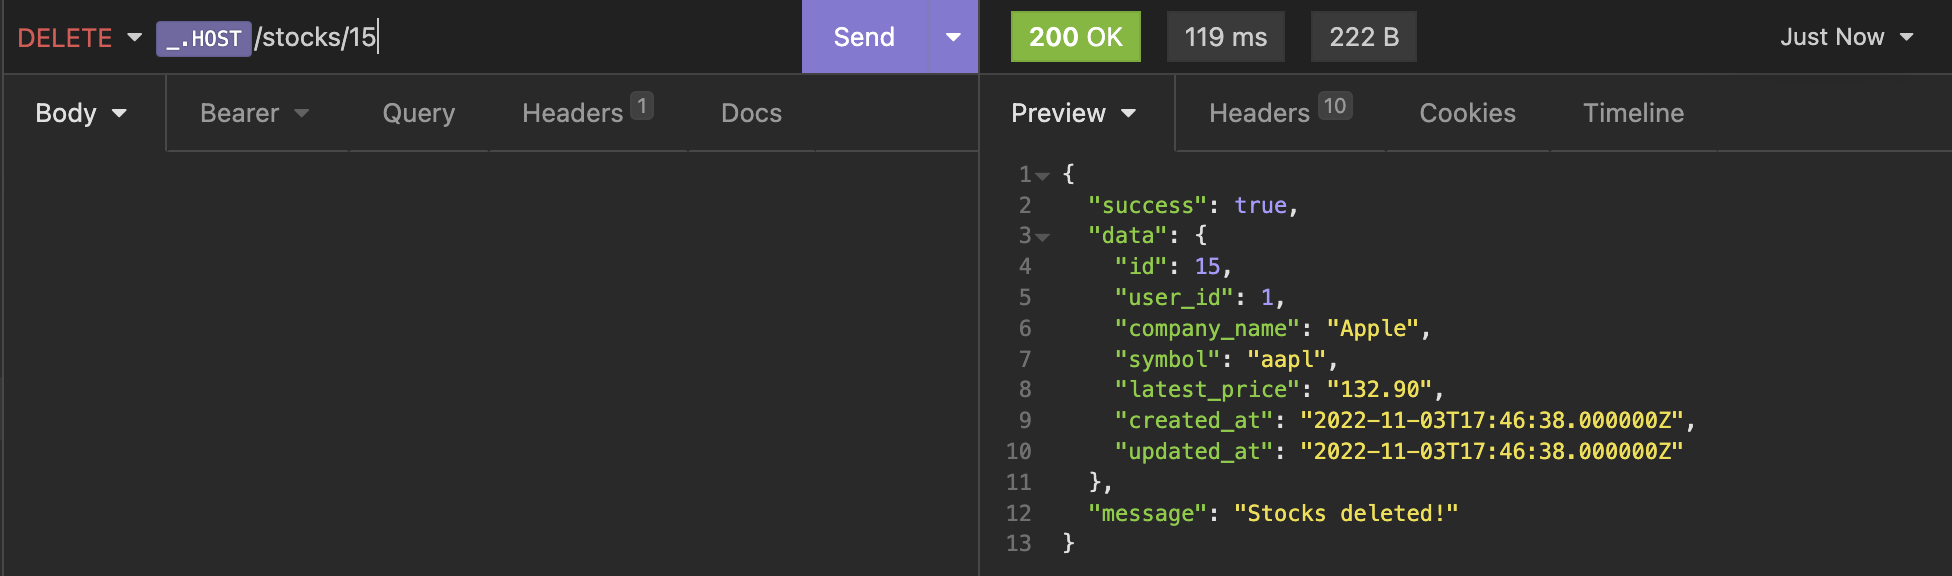 DELETE _.HOST /stocks/15 Send 200 OK 119 ms 222 B Just Now
Body Bearer Query Headers 1 Docs Preview Headers 10 Cookies Timeline
1 {
2 "success": true,
3 "data": {
4 "id": 15,
5 "user_id": 1,
6 "company_name": "Apple",
7 "symbol": "aapl",
8 "latest_price": "132.90",
9 "created_at": "2022-11-03T17:46:38.000000Z",
10 "updated_at": "2022-11-03T17:46:38.000000Z"
11 },
12 "message": "Stocks deleted!"
13 }